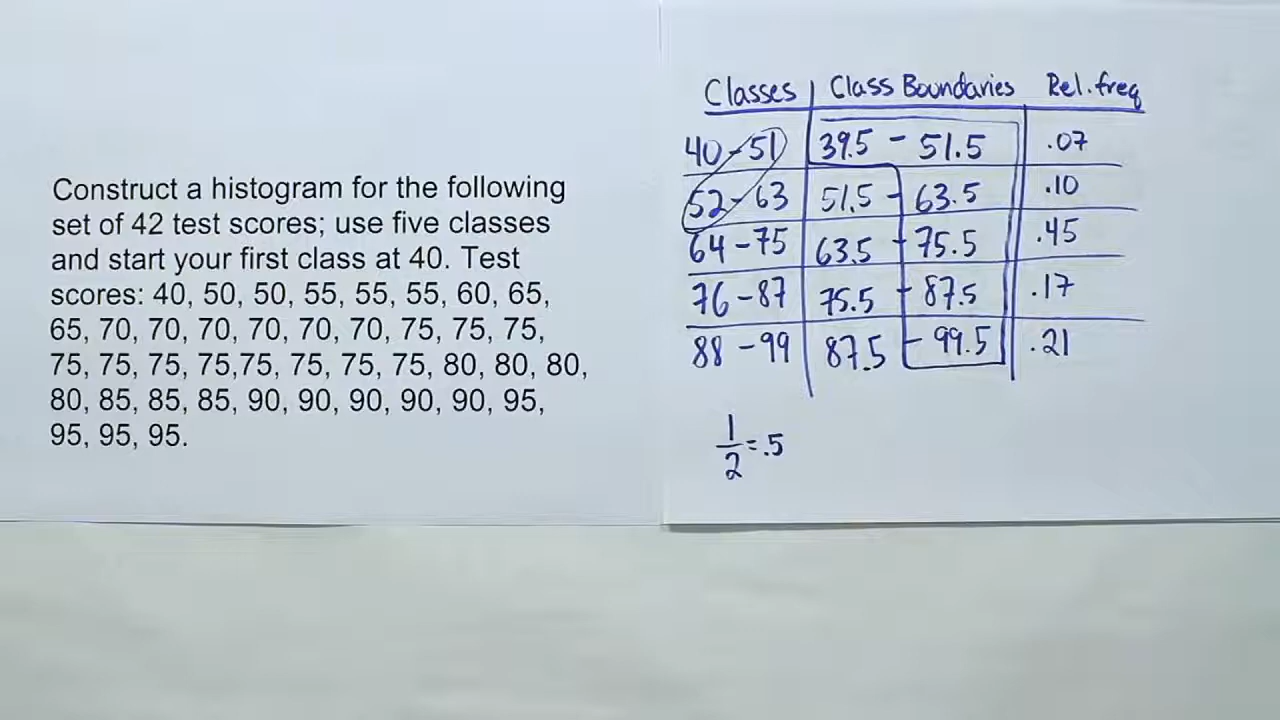 Construct a histogram for the following
set of 42 test scores; use five classes
and start your first class at 40. Test
scores: 40, 50, 50, 55, 55, 55, 60, 65,
65, 70, 70, 70, 70, 70, 70, 75, 75, 75,
75, 75, 75, 75,75, 75, 75, 75, 80, 80, 80,
80, 85, 85, 85, 90, 90, 90, 90, 90, 95,
95, 95, 95.
Classes Class Boundaries Rel. freq
40 - 51 39.5 - 51.5 .07
52 - 63 51.5 - 63.5 .10
64 - 75 63.5 - 75.5 .45
76 - 87 75.5 - 87.5 .17
88 - 99 87.5 - 99.5 .21
1/2 = .5